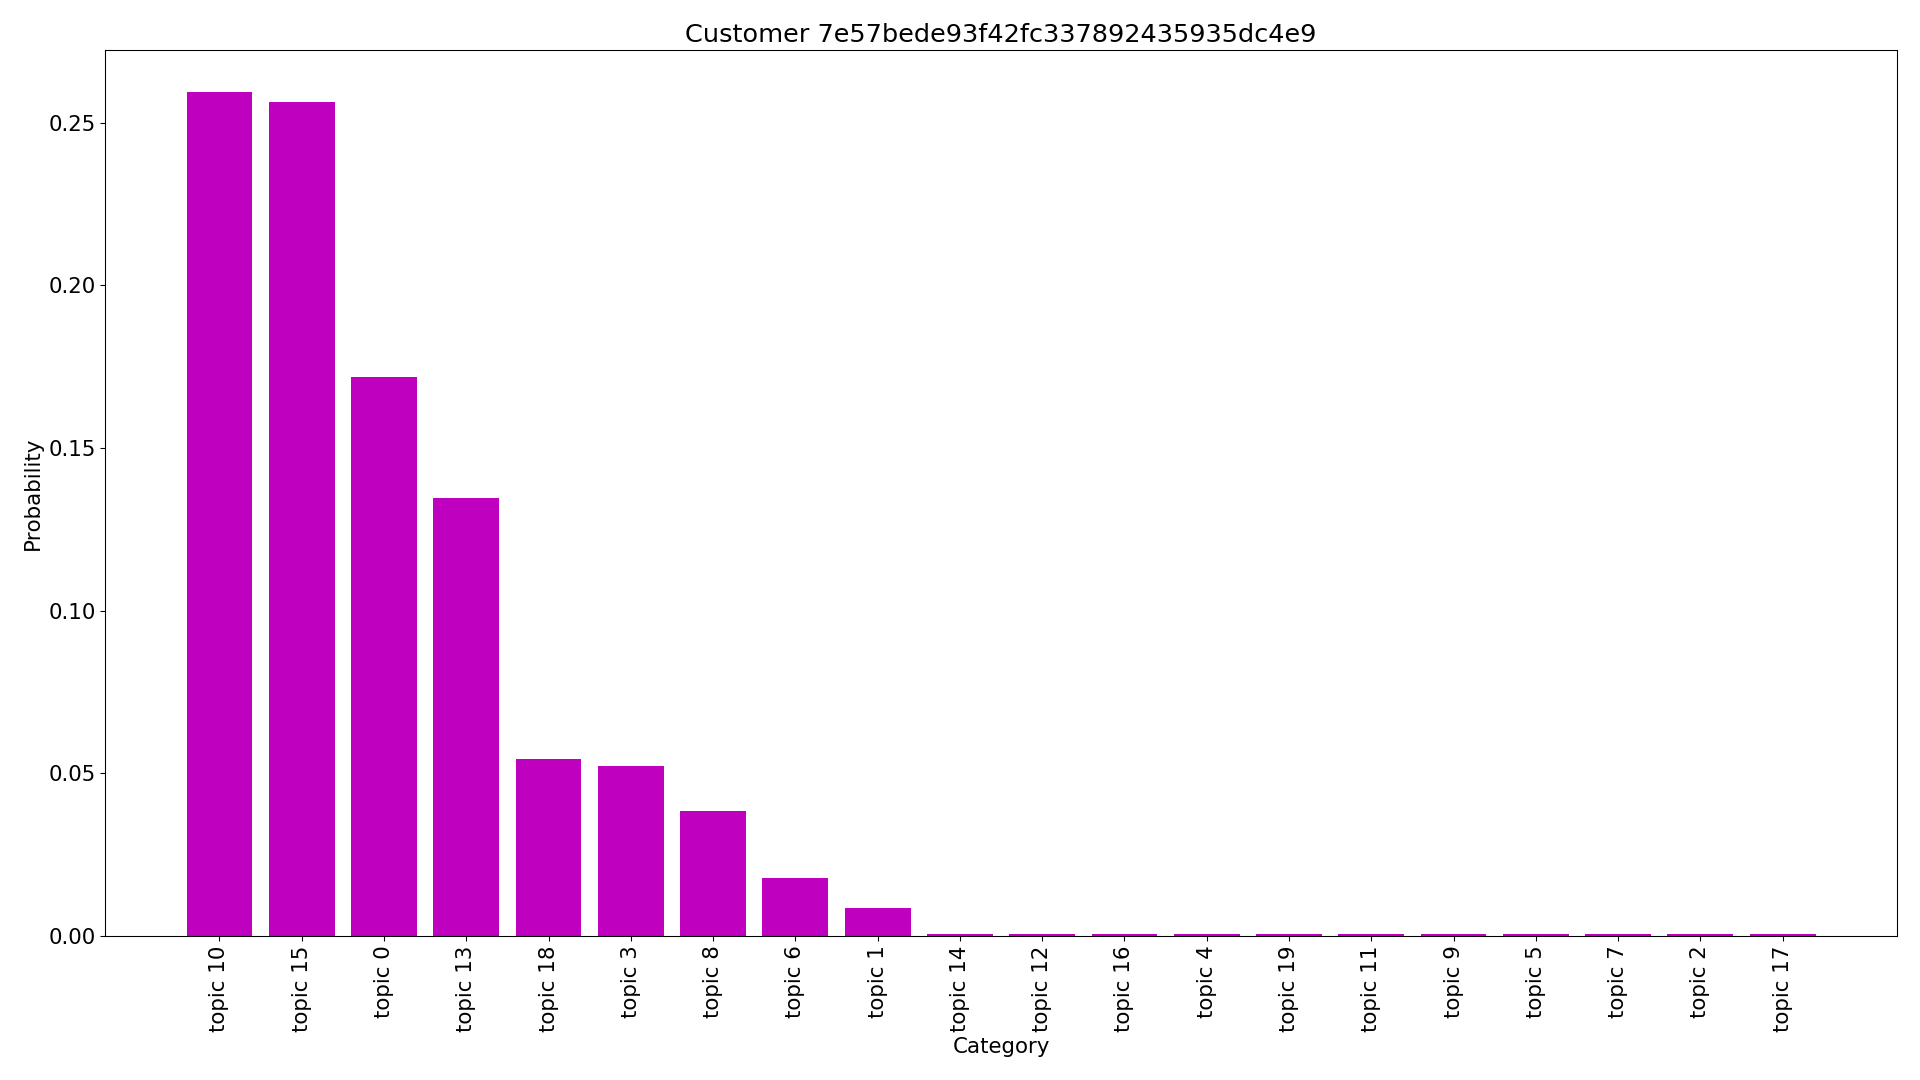 Customer 7e57bede93f42fc337892435935dc4e9
Probability
0.25
0.20
0.15
0.10
0.05
0.00
topic 10
topic 15
topic 0
topic 13
topic 18
topic 3
topic 8
topic 6
topic 1
topic 14
topic 12
topic 16
topic 4
topic 19
topic 11
topic 9
topic 5
topic 7
topic 2
topic 17
Category